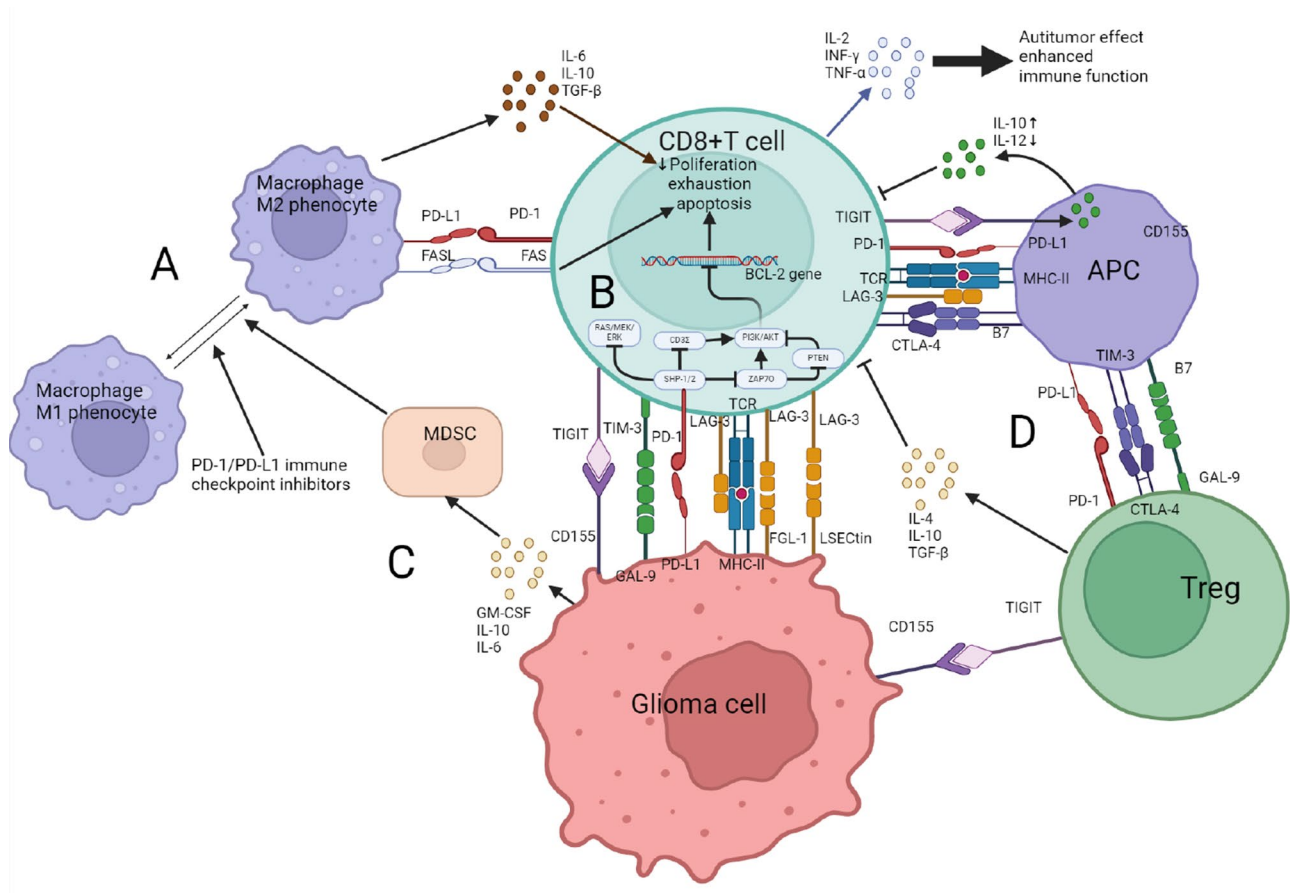 IL-2
INF-γ
TNF-α
Autitumor effect
enhanced
immune function
IL-6
IL-10
TGF-β
IL-10↑
IL-12↓
CD8+T cell
↓Poliferation
exhaustion
apoptosis
Macrophage
M2 phenocyte
PD-L1
PD-1
FASL
FAS
A
TIGIT
CD155
PD-1
PD-L1
APC
TCR
MHC-II
LAG-3
CTLA-4
B7
BCL-2 gene
B
RAS/MEK/
ERK
CD3Σ
PI3K/AKT
PTEN
SHP-1/2
ZAP70
Macrophage
M1 phenocyte
PD-1/PD-L1 immune
checkpoint inhibitors
MDSC
TIGIT
TIM-3
PD-1
LAG-3
TCR
LAG-3
LAG-3
TIM-3
B7
PD-L1
D
PD-1
CTLA-4
GAL-9
C
GM-CSF
IL-10
IL-6
CD155
GAL-9
PD-L1
MHC-II
FGL-1
LSECtin
IL-4
IL-10
TGF-β
Treg
TIGIT
CD155
Glioma cell